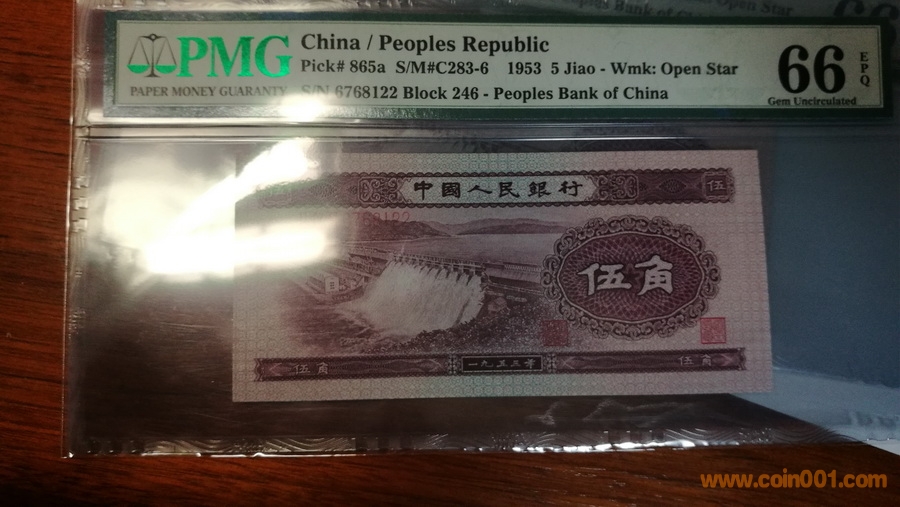 PMG
PAPER MONEY GUARANTY
China / Peoples Republic
Pick# 865a S/M#C283-6 1953 5 Jiao - Wmk: Open Star
S/N 6768122 Block 246 - Peoples Bank of China
66
EPQ
Gem Uncirculated
中國人民銀行
伍
伍角
伍角
一九五三年
伍角
www.coin001.com